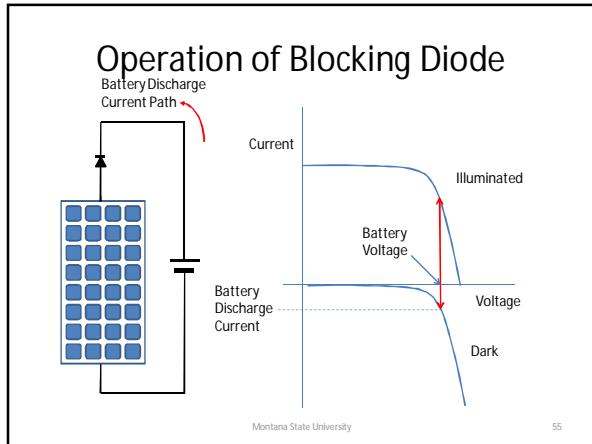 Operation of Blocking Diode
Battery Discharge
Current Path
Current
Illuminated
Battery
Voltage
Voltage
Battery
Discharge
Current
Dark
Montana State University
55